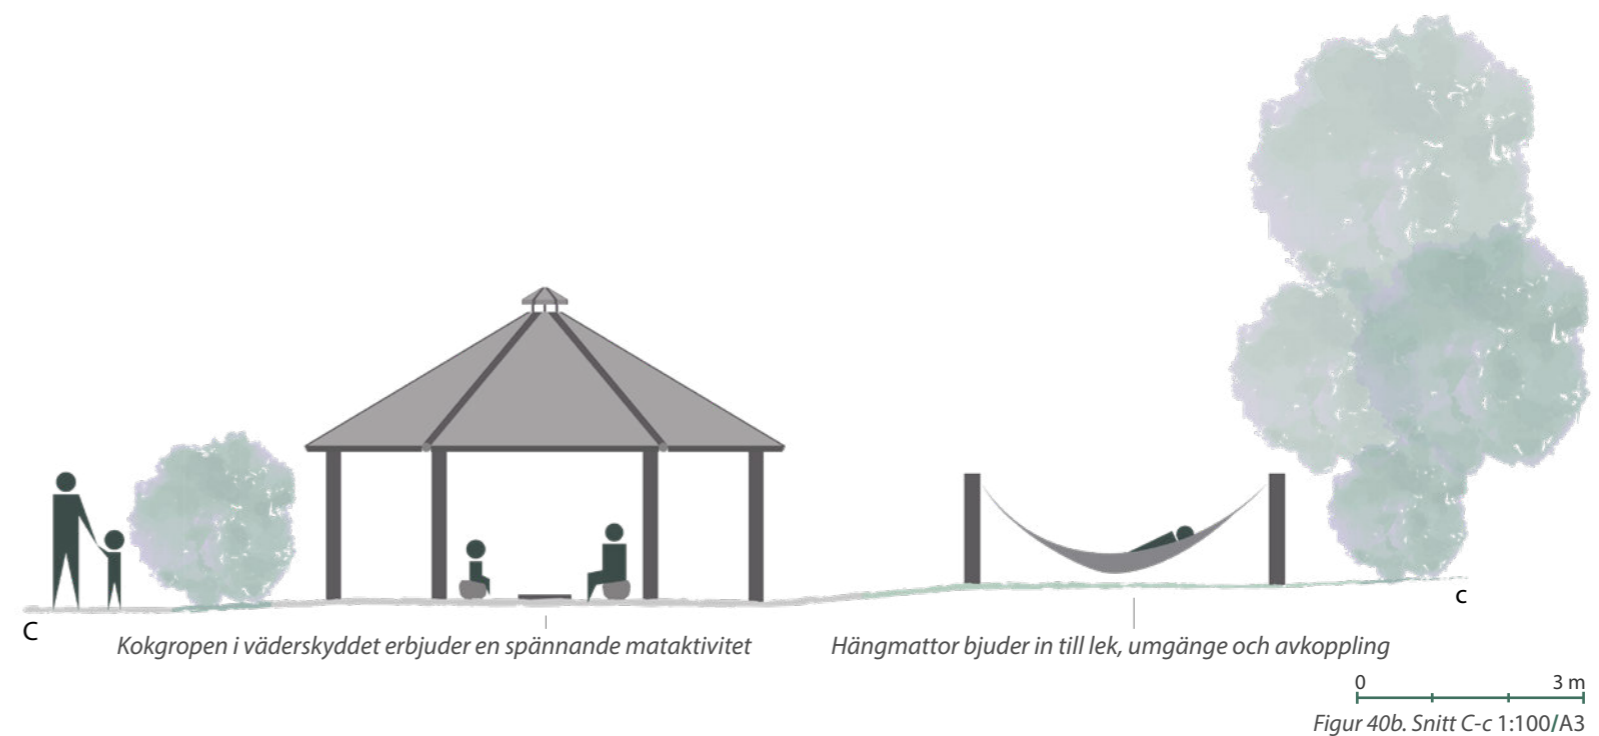 C
c
Kokgropen i väderskyddet erbjuder en spännande mataktivitet
Hängmattor bjuder in till lek, umgänge och avkoppling
0 3 m
Figur 40b. Snitt C-c 1:100/A3